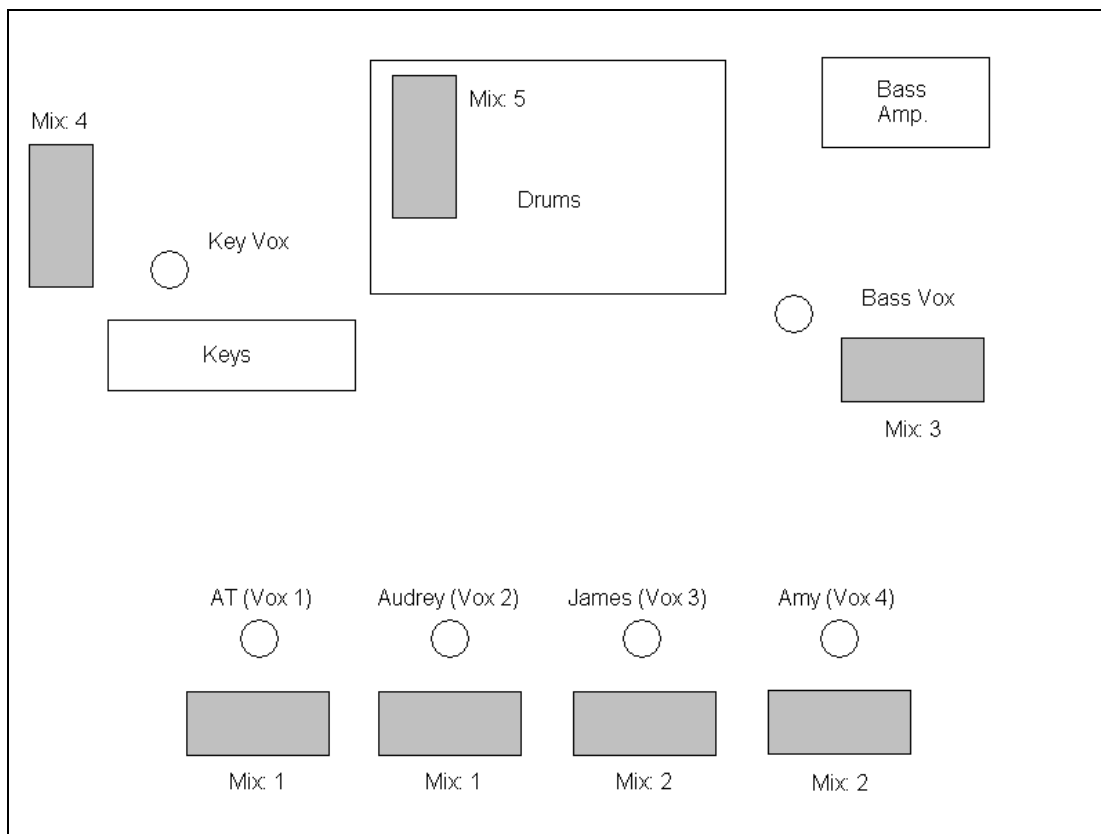 Bass
Amp.
Mix: 5
Mix: 4
Drums
Key Vox
Bass Vox
Keys
Mix: 3
AT (Vox 1)
Audrey (Vox 2)
James (Vox 3)
Amy (Vox 4)
Mix: 1
Mix: 1
Mix: 2
Mix: 2